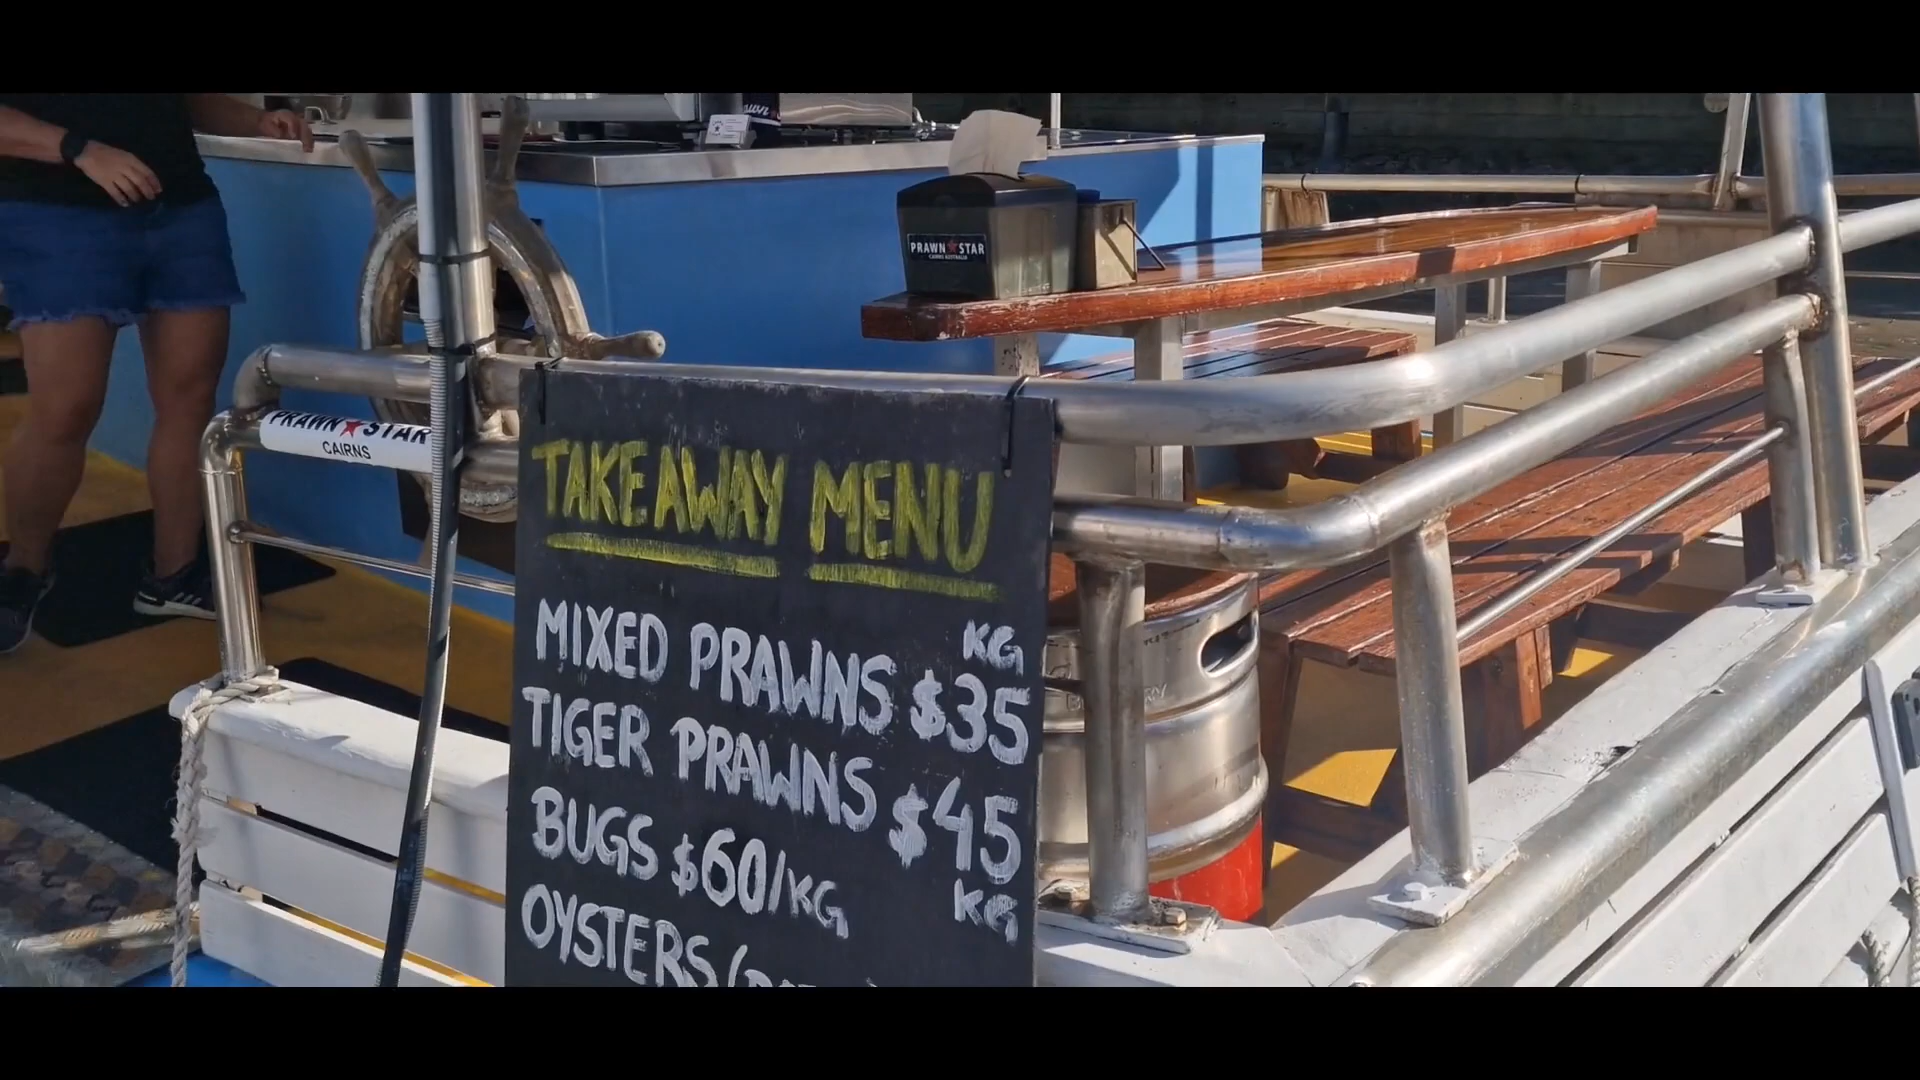 PRAWN★STAR
CAIRNS AUSTRALIA
PRAWN★STAR
CAIRNS
TAKEAWAY MENU
MIXED PRAWNS $35 KG
TIGER PRAWNS $45 KG
BUGS $60/KG
OYSTERS